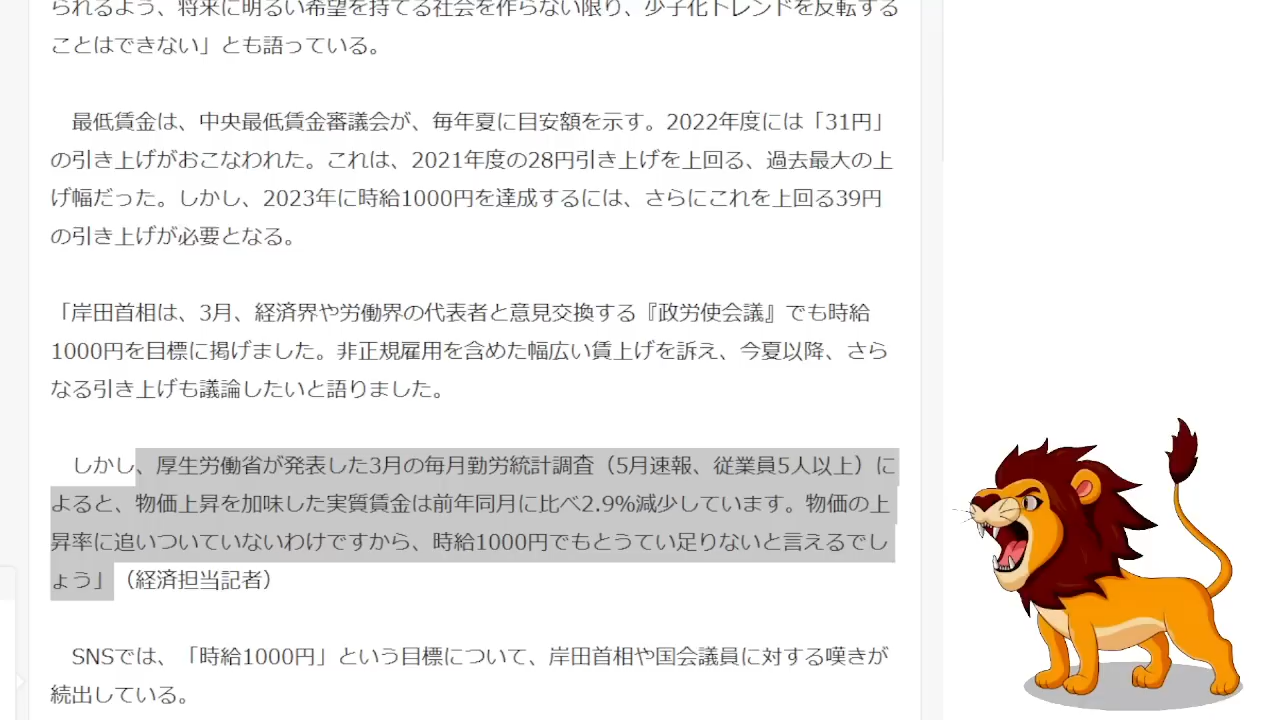 られるよう、将来に明るい希望を持てる社会を作らない限り、少子化トレンドを反転する
ことはできない」とも語っている。
最低賃金は、中央最低賃金審議会が、毎年夏に目安額を示す。2022年度には「31円」
の引き上げがおこなわれた。これは、2021年度の28円引き上げを上回る、過去最大の上
げ幅だった。しかし、2023年に時給1000円を達成するには、さらにこれを上回る39円
の引き上げが必要となる。
「岸田首相は、3月、経済界や労働界の代表者と意見交換する『政労使会議』でも時給
1000円を目標に掲げました。非正規雇用を含めた幅広い賃上げを訴え、今夏以降、さら
なる引き上げも議論したいと語りました。
しかし、厚生労働省が発表した3月の毎月勤労統計調査（5月速報、従業員5人以上）に
よると、物価上昇を加味した実質賃金は前年同月に比べ2.9%減少しています。物価の上
昇率に追いついていないわけですから、時給1000円でもとうてい足りないと言えるでし
ょう」（経済担当記者）
SNSでは、「時給1000円」という目標について、岸田首相や国会議員に対する嘆きが
続出している。